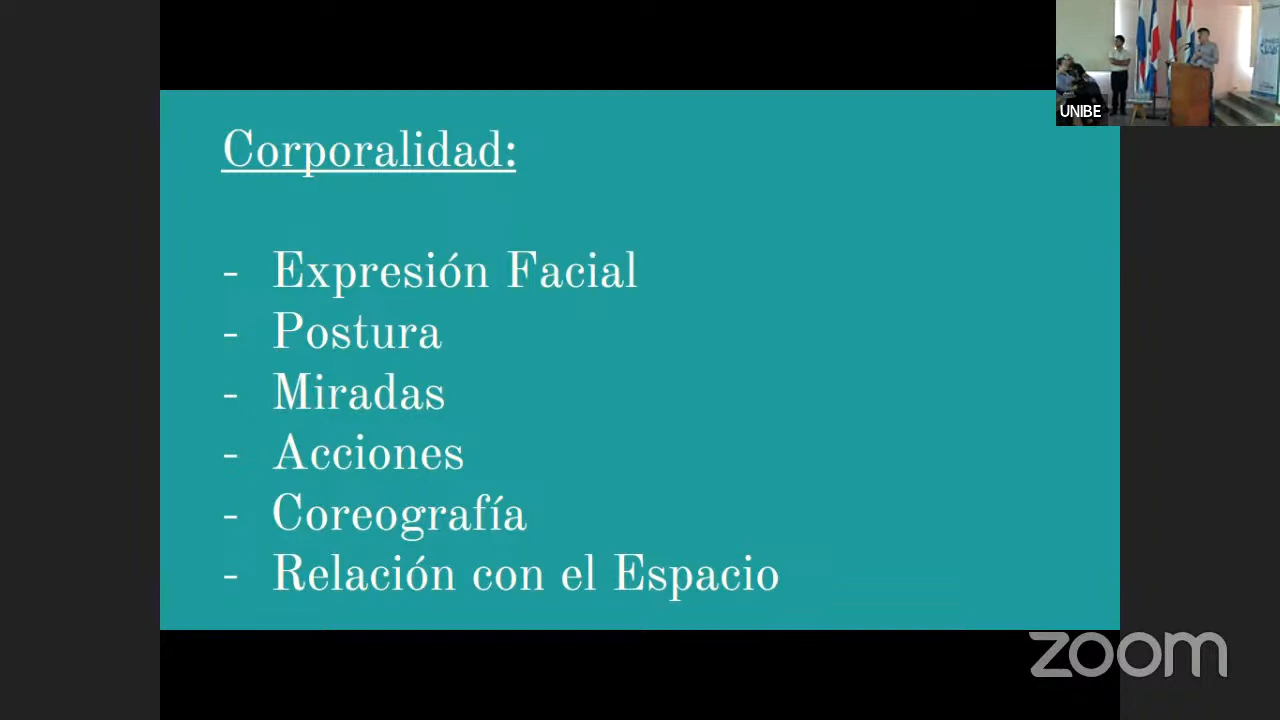 Corporalidad:
- Expresión Facial
- Postura
- Miradas
- Acciones
- Coreografía
- Relación con el Espacio
UNIBE
zoom